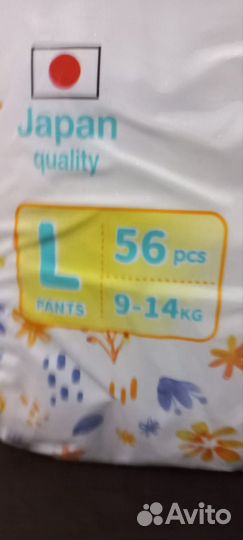 Japan
quality
L 56 pcs
PANTS 9-14KG
Avito